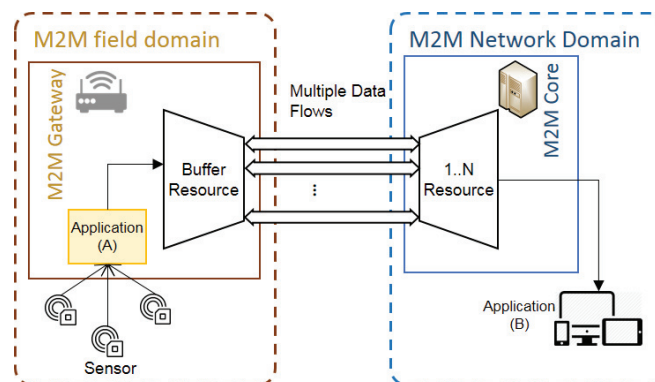 M2M field domain
M2M Gateway
Buffer
Resource
Application
(A)
Sensor
Multiple Data
Flows
...
M2M Network Domain
M2M Core
1..N
Resource
Application
(B)